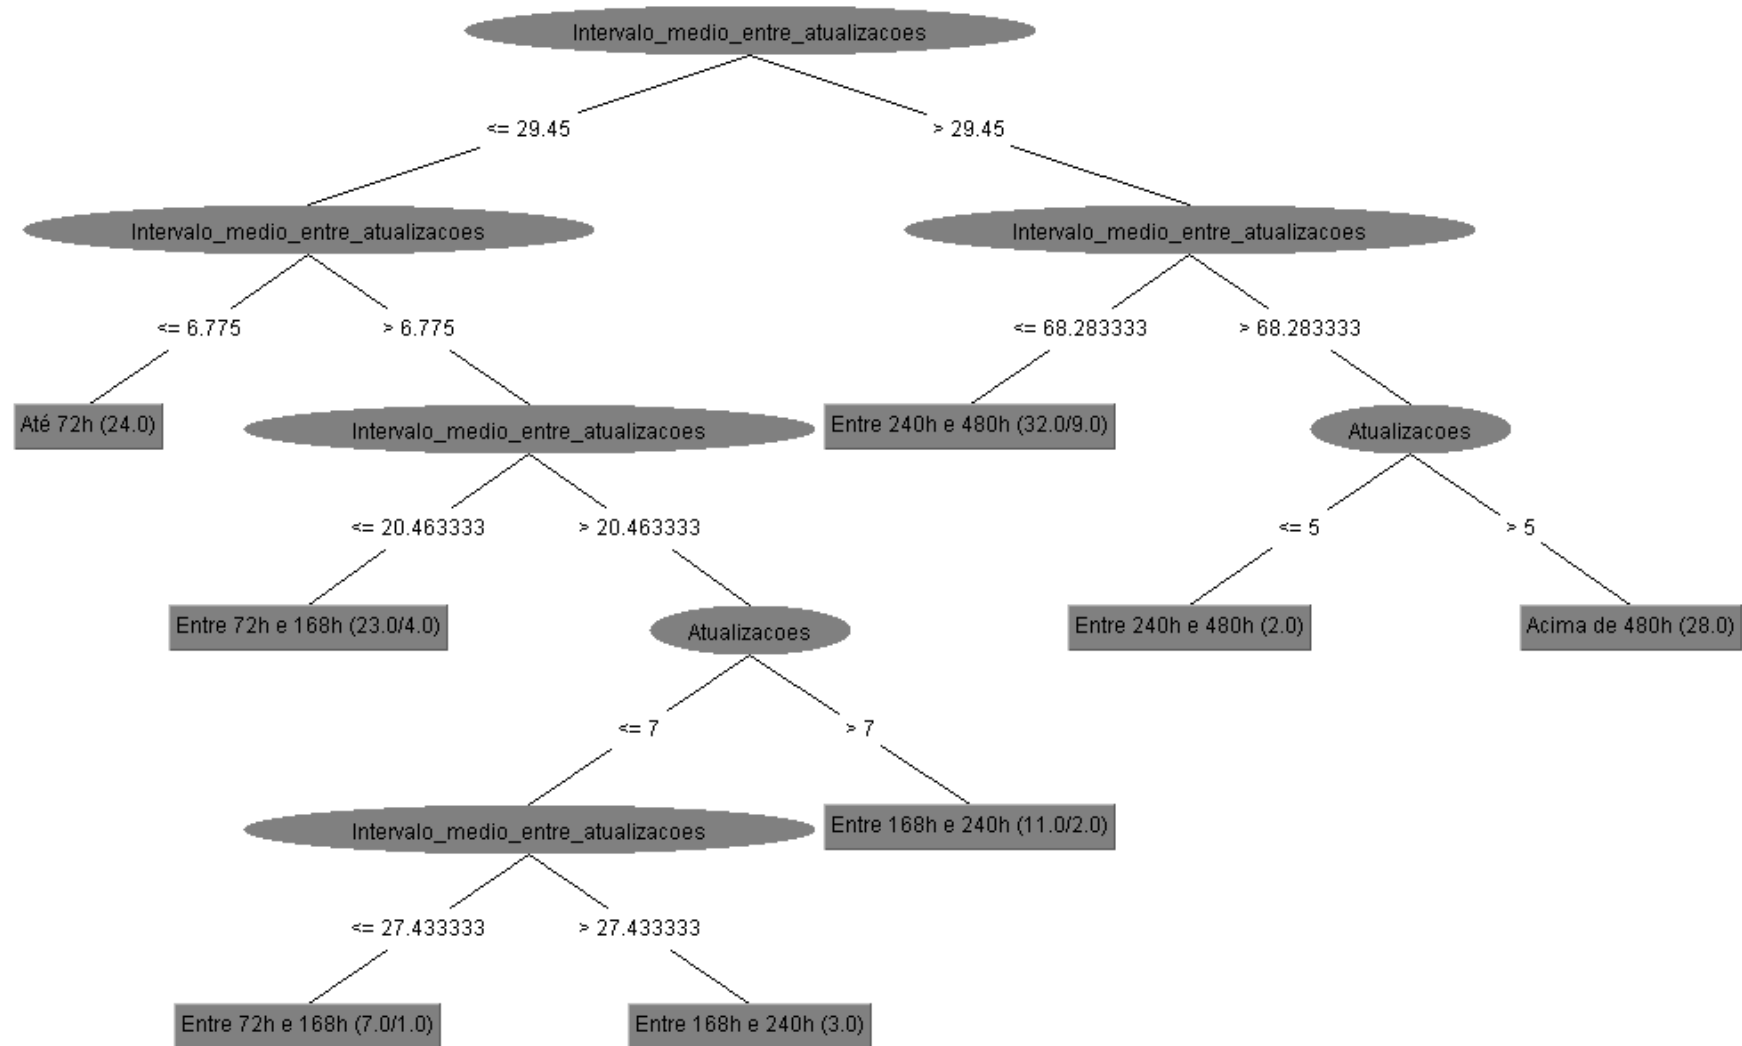 Intervalo_medio_entre_atualizacoes
<= 29.45
> 29.45
Intervalo_medio_entre_atualizacoes
Intervalo_medio_entre_atualizacoes
<= 6.775
> 6.775
<= 68.283333
> 68.283333
Até 72h (24.0)
Intervalo_medio_entre_atualizacoes
Entre 240h e 480h (32.0/9.0)
Atualizacoes
<= 20.463333
> 20.463333
<= 5
> 5
Entre 72h e 168h (23.0/4.0)
Atualizacoes
Entre 240h e 480h (2.0)
Acima de 480h (28.0)
<= 7
> 7
Intervalo_medio_entre_atualizacoes
Entre 168h e 240h (11.0/2.0)
<= 27.433333
> 27.433333
Entre 72h e 168h (7.0/1.0)
Entre 168h e 240h (3.0)